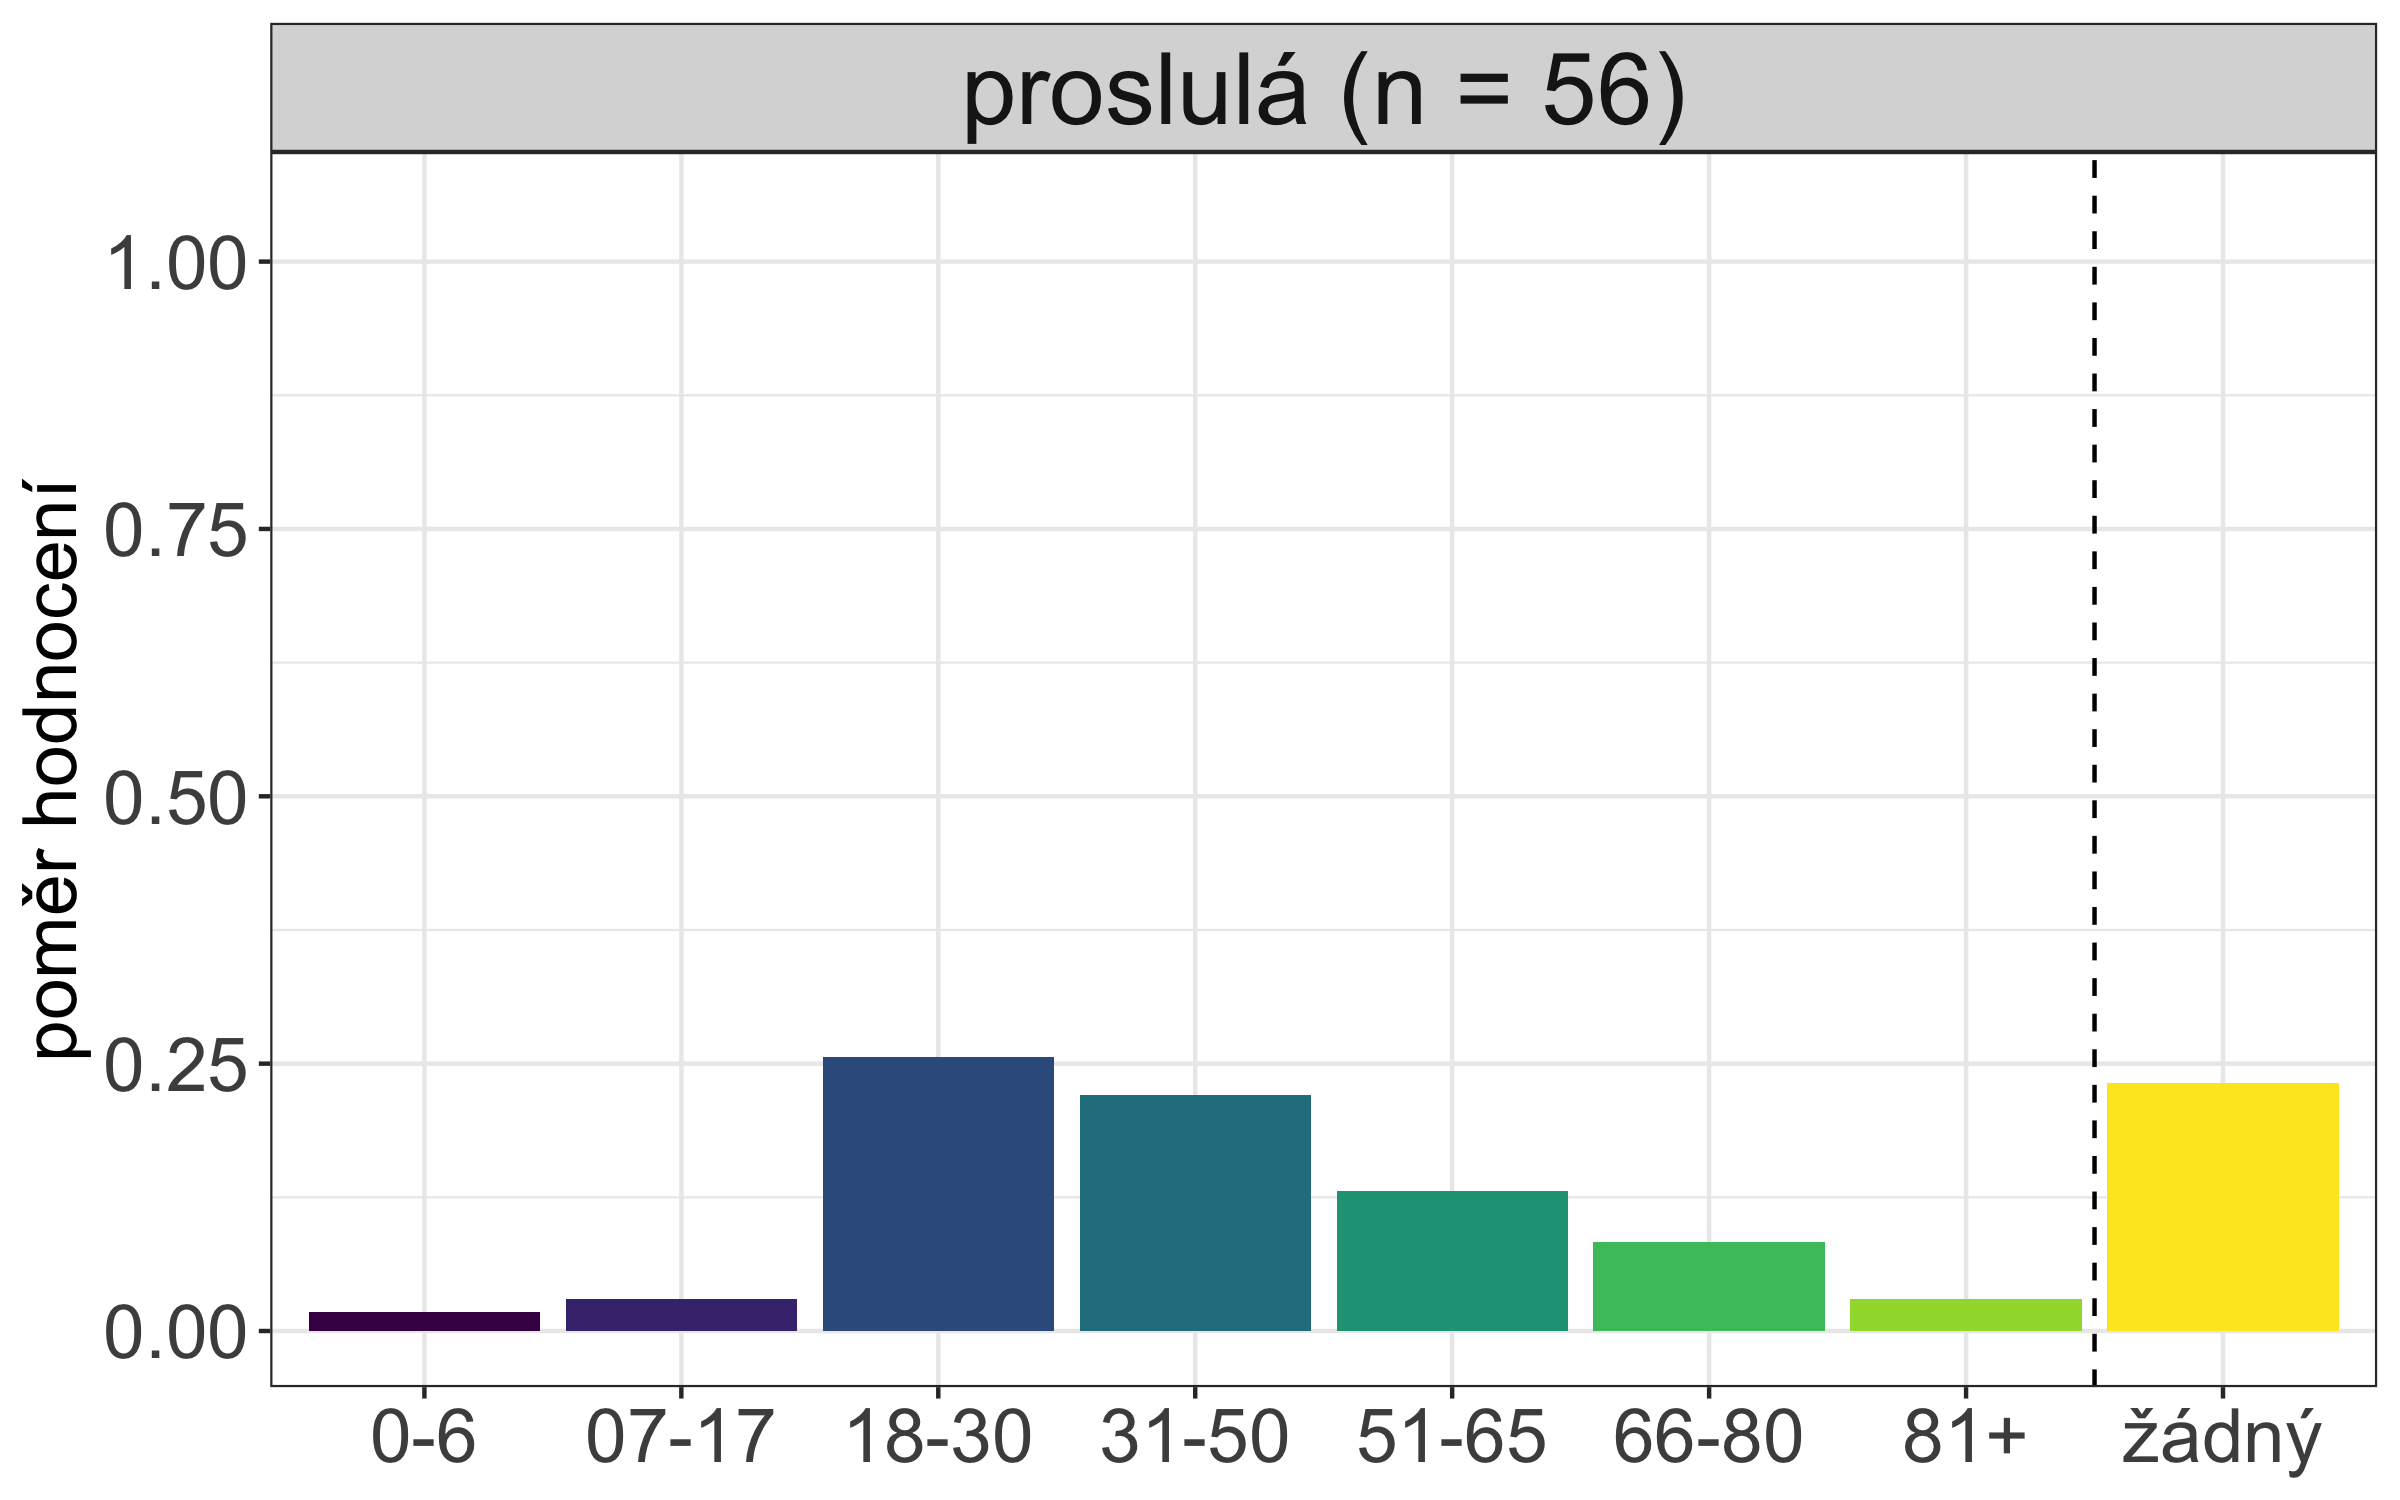 proslulá (n = 56)
poměr hodnocení
1.00
0.75
0.50
0.25
0.00
0-6 07-17 18-30 31-50 51-65 66-80 81+ žádný